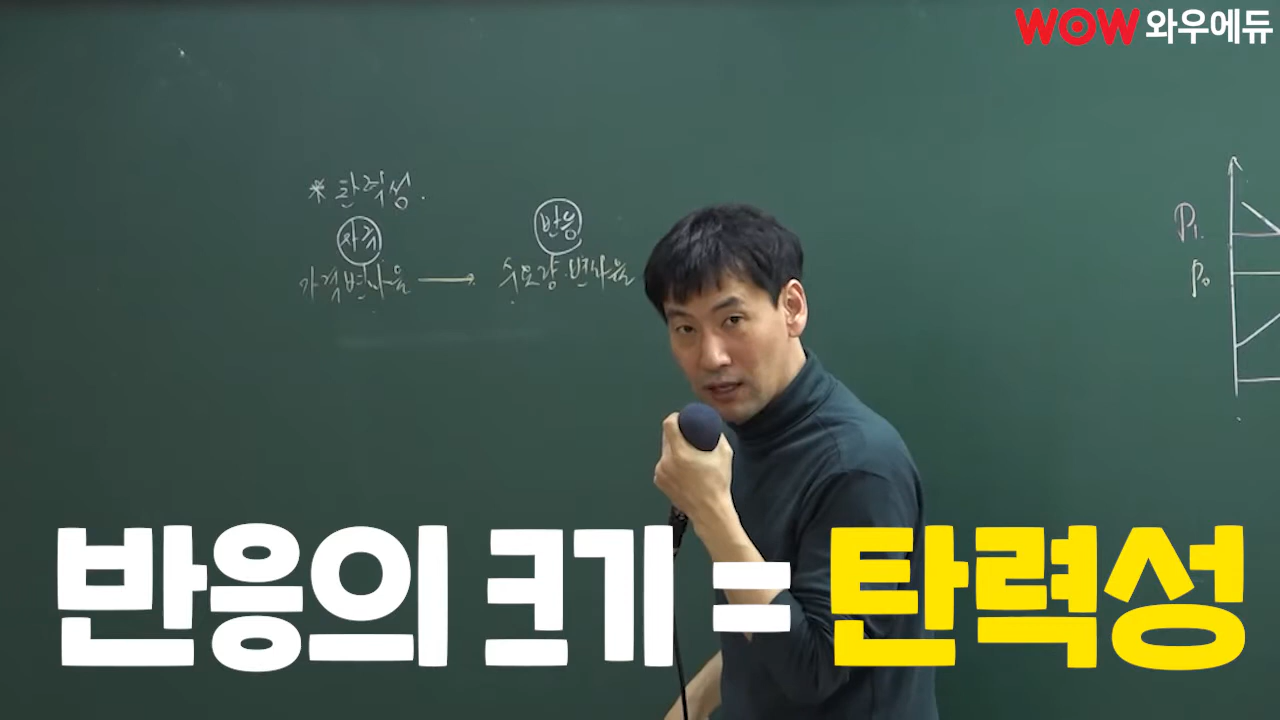 WOW 와우에듀
* 탄력성.
자극
가격변화율 → 수요량 변화율
반응
P₁.
P₀
반응의 크기 = 탄력성